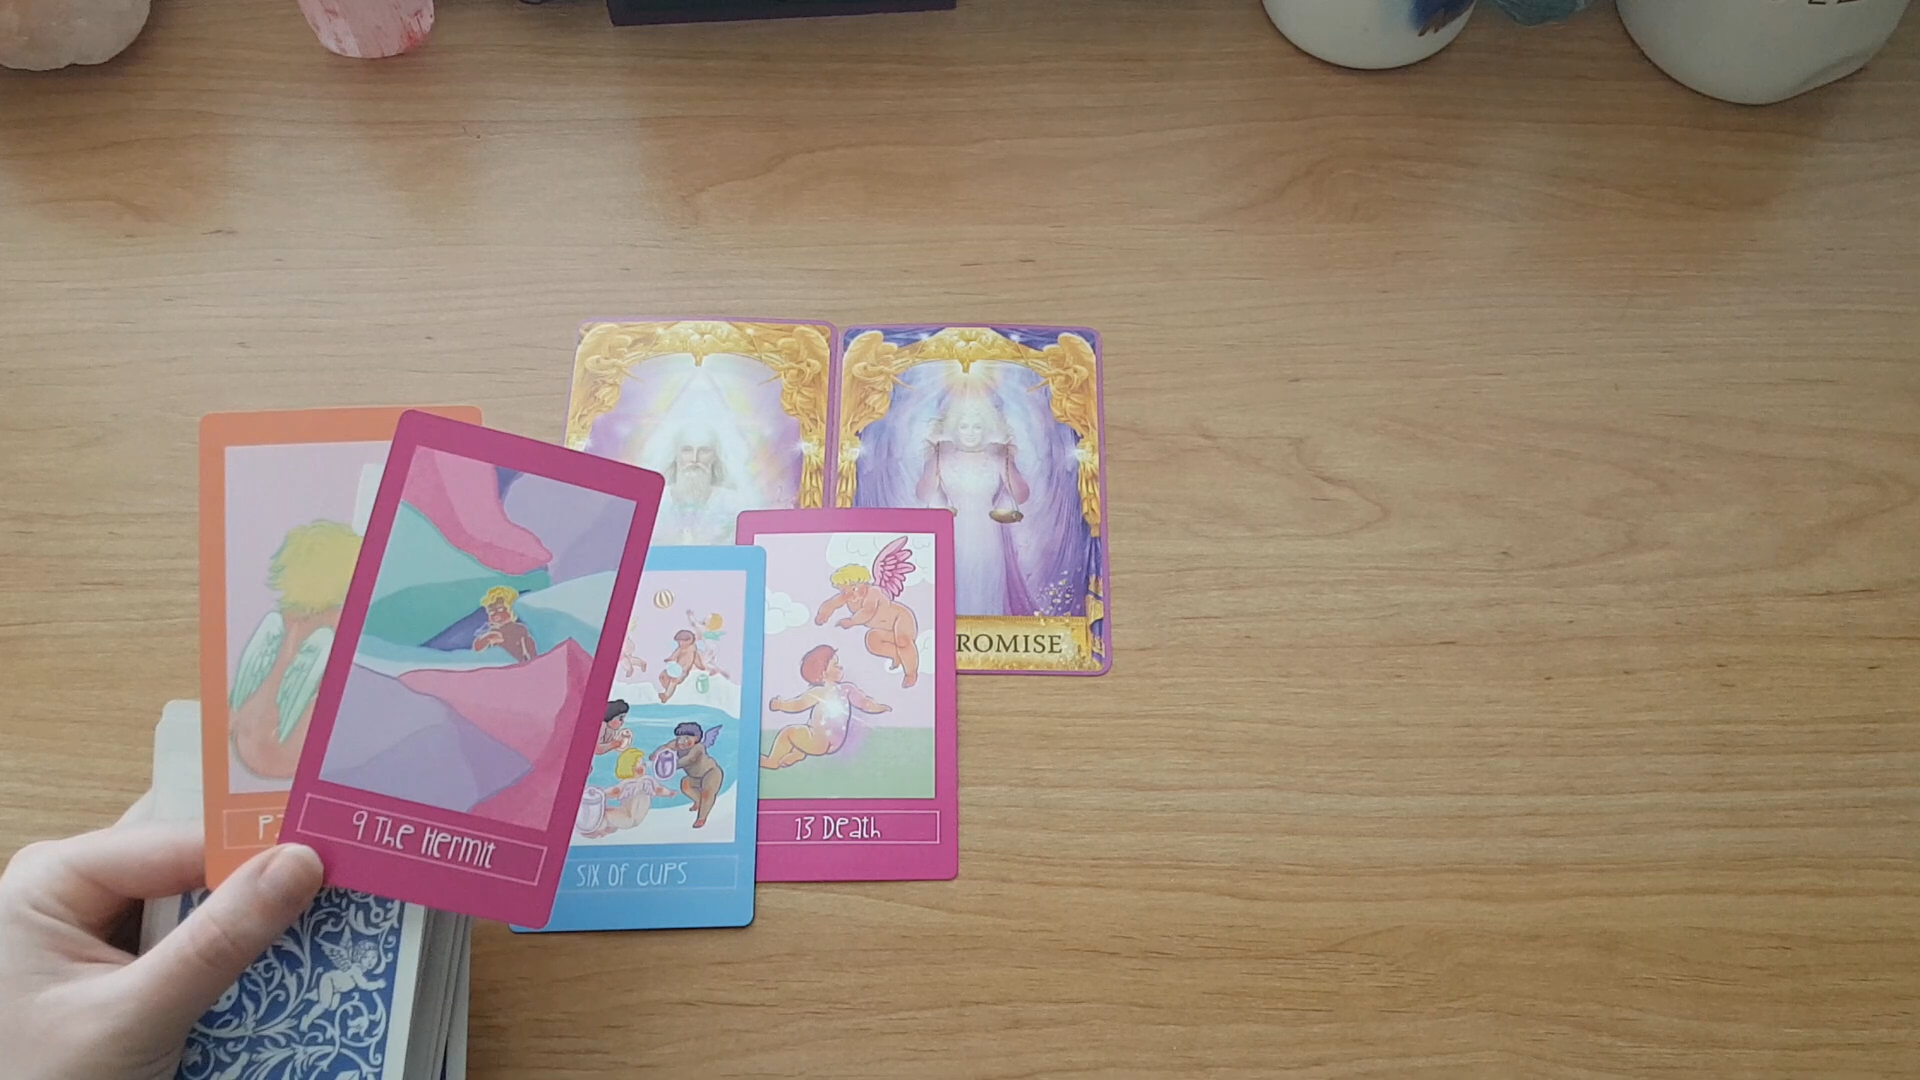 ROMISE
13 Death
9 The Hermit
SIX OF CUPS
P